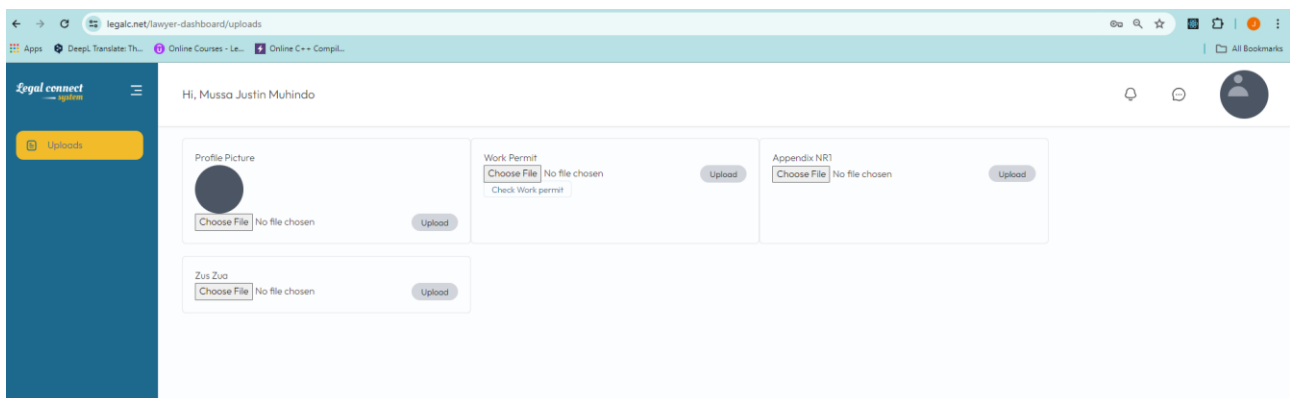 legalc.net/lawyer-dashboard/uploads
Apps DeepL Translate: Th... Online Courses - Le... Online C++ Compil... All Bookmarks
Legal connect
system
Hi, Mussa Justin Muhindo
J
Uploads
Profile Picture
Choose File No file chosen Upload
Work Permit
Choose File No file chosen Upload
Check Work permit
Appendix NR1
Choose File No file chosen Upload
Zus Zua
Choose File No file chosen Upload